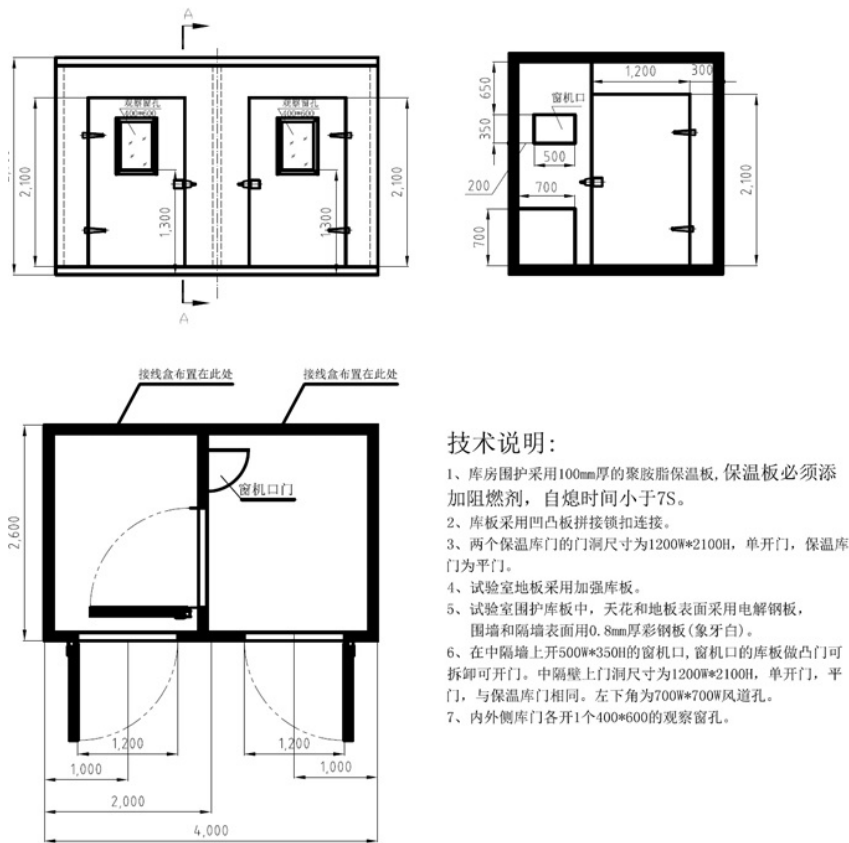 A
观察窗孔
400*600
观察窗孔
400*600
2,100
1,300
1,300
2,100
A
1,200
300
650
窗机口
350
500
200
700
700
2,100
接线盒布置在此处
接线盒布置在此处
窗机口门
2,600
1,200
1,200
1,000
1,000
2,000
4,000
技术说明:
1、库房围护采用100mm厚的聚胺脂保温板,保温板必须添
加阻燃剂，自熄时间小于7S。
2、库板采用凹凸板拼接锁扣连接。
3、两个保温库门的门洞尺寸为1200W*2100H，单开门，保温库
门为平门。
4、试验室地板采用加强库板。
5、试验室围护库板中，天花和地板表面采用电解钢板，
围墙和隔墙表面用0.8mm厚彩钢板(象牙白)。
6、在中隔墙上开500W*350H的窗机口,窗机口的库板做凸门可
拆卸可开门。中隔壁上门洞尺寸为1200W*2100H，单开门，平
门，与保温库门相同。左下角为700W*700W风道孔。
7、内外侧库门各开1个400*600的观察窗孔。